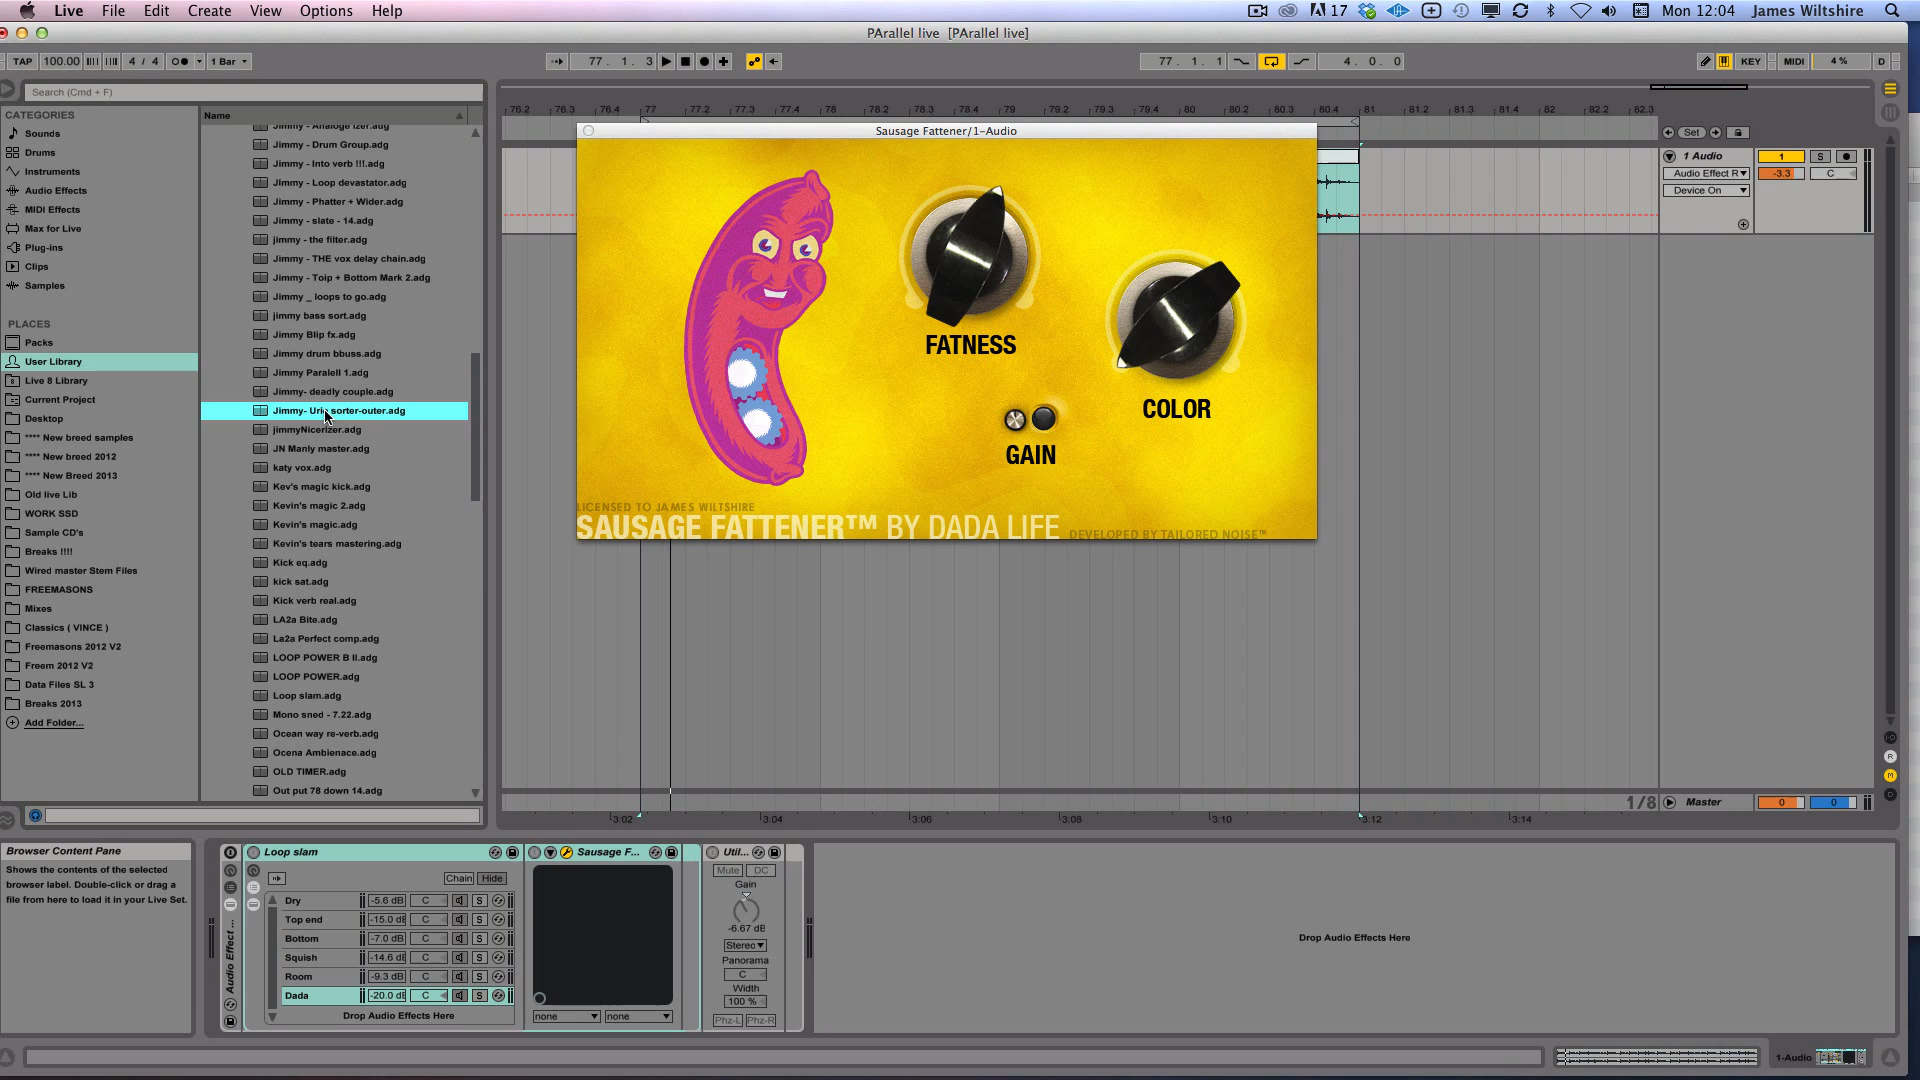 Live File Edit Create View Options Help
17 Mon 12:04 James Wiltshire
PArallel live [PArallel live]
TAP 100.00 4 / 4 1 Bar
77. 1. 3
77. 1. 1
4. 0. 0
KEY MIDI 4 % D
Search (Cmd + F)
CATEGORIES
Sounds
Drums
Instruments
Audio Effects
MIDI Effects
Max for Live
Plug-ins
Clips
Samples
PLACES
Packs
User Library
Live 8 Library
Current Project
Desktop
**** New breed samples
**** New breed 2012
**** New Breed 2013
Old live Lib
WORK SSD
Sample CD's
Breaks !!!!
Wired master Stem Files
FREEMASONS
Mixes
Classics ( VINCE )
Freemasons 2012 V2
Freem 2012 V2
Data Files SL 3
Breaks 2013
Add Folder...
Name
Jimmy - Analoge izer.adg
Jimmy - Drum Group.adg
Jimmy - Into verb !!!.adg
JImmy - Loop devastator.adg
Jimmy - Phatter + Wider.adg
Jimmy - slate - 14.adg
jimmy - the filter.adg
Jimmy - THE vox delay chain.adg
Jimmy - Toip + Bottom Mark 2.adg
Jimmy _ loops to go.adg
jimmy bass sort.adg
Jimmy Blip fx.adg
Jimmy drum bbuss.adg
Jimmy Paralell 1.adg
Jimmy- deadly couple.adg
Jimmy- sorter-outer.adg
jimmyNicerizer.adg
JN Manly master.adg
katy vox.adg
Kev's magic kick.adg
Kevin's magic 2.adg
Kevin's magic.adg
Kevin's tears mastering.adg
Kick eq.adg
kick sat.adg
Kick verb real.adg
LA2a Bite.adg
La2a Perfect comp.adg
LOOP POWER B II.adg
LOOP POWER.adg
Loop slam.adg
Mono sned - 7.22.adg
Ocean way re-verb.adg
Ocena Ambienace.adg
OLD TIMER.adg
Out put 78 down 14.adg
76.2 76.3 76.4 77 77.2 77.3 77.4 78 78.2 78.3 78.4 79 79.2 79.3 79.4 80 80.2 80.3 80.4 81 81.2 81.3 81.4 82 82.2 82.3
Sausage Fattener/1-Audio
FATNESS
COLOR
GAIN
LICENSED TO JAMES WILTSHIRE
SAUSAGE FATTENER™ BY DADA LIFE DEVELOPED BY TAILORED NOISE™
Set
1 Audio 1 S
Audio Effect R -3.3 C
Device On
1/8 Master 0 0
3:02 3:04 3:06 3:08 3:10 3:12 3:14
R
M
D
Browser Content Pane
Shows the contents of the selected
browser label. Double-click or drag a
file from here to load it in your Live Set.
Audio Effect ...
Loop slam
Chain Hide
Dry -5.6 dB C S
Top end -15.0 dB C S
Bottom -7.0 dB C S
Squish -14.6 dB C S
Room -9.3 dB C S
Dada -20.0 dB C S
Drop Audio Effects Here
Sausage F...
none none
Util...
Mute DC
Gain
-6.67 dB
Stereo
Panorama
C
Width
100 %
Phz-L Phz-R
Drop Audio Effects Here
1-Audio